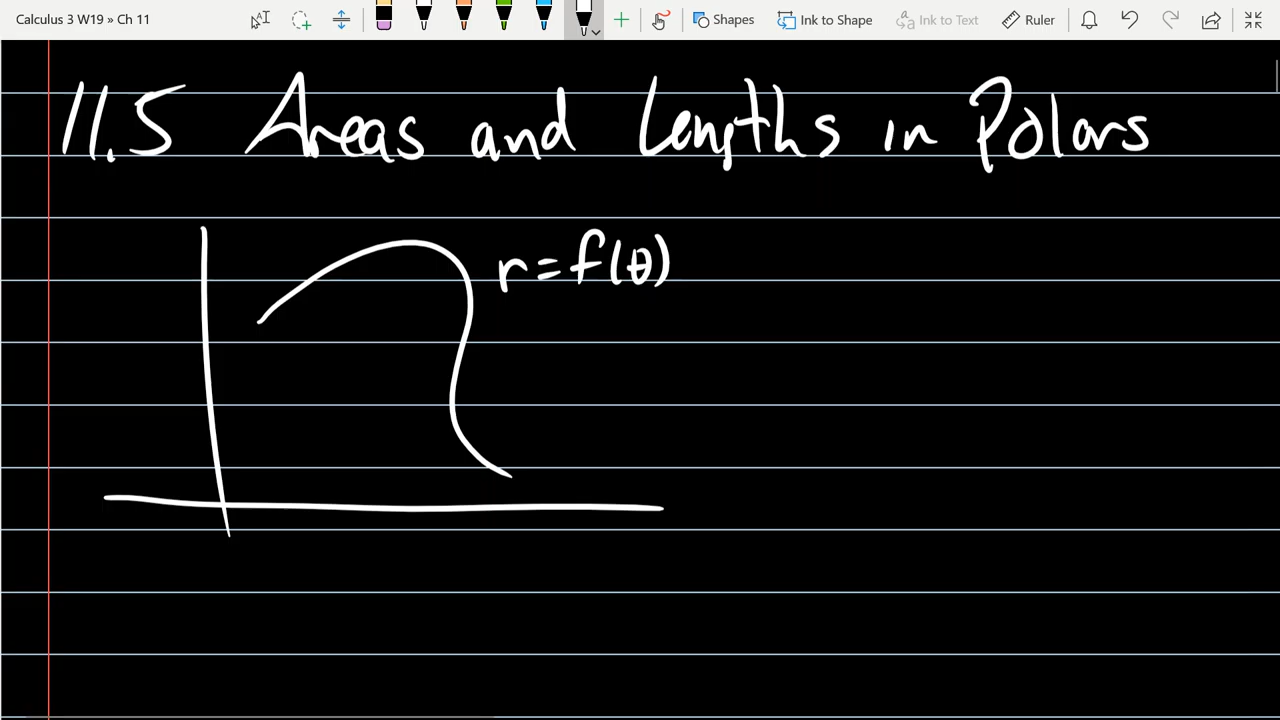 Calculus 3 W19 » Ch 11
Shapes
Ink to Shape
Ink to Text
Ruler
11.5 Areas and Lengths in Polars
r=f(θ)